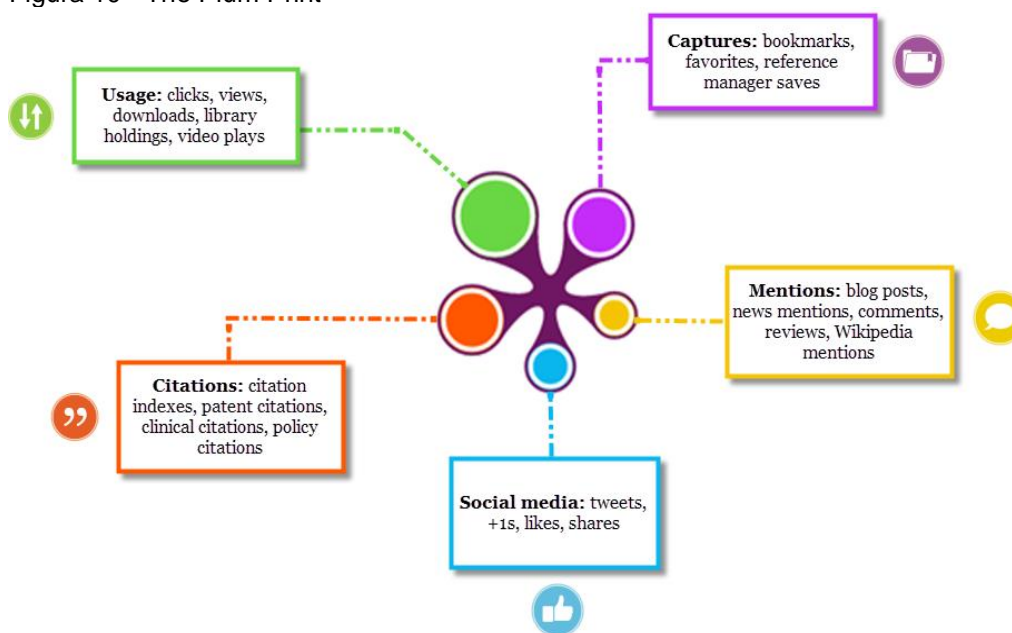 Captures: bookmarks,
favorites, reference
manager saves
Usage: clicks, views,
downloads, library
holdings, video plays
Mentions: blog posts,
news mentions, comments,
reviews, Wikipedia
mentions
Citations: citation
indexes, patent citations,
clinical citations, policy
citations
Social media: tweets,
+1s, likes, shares